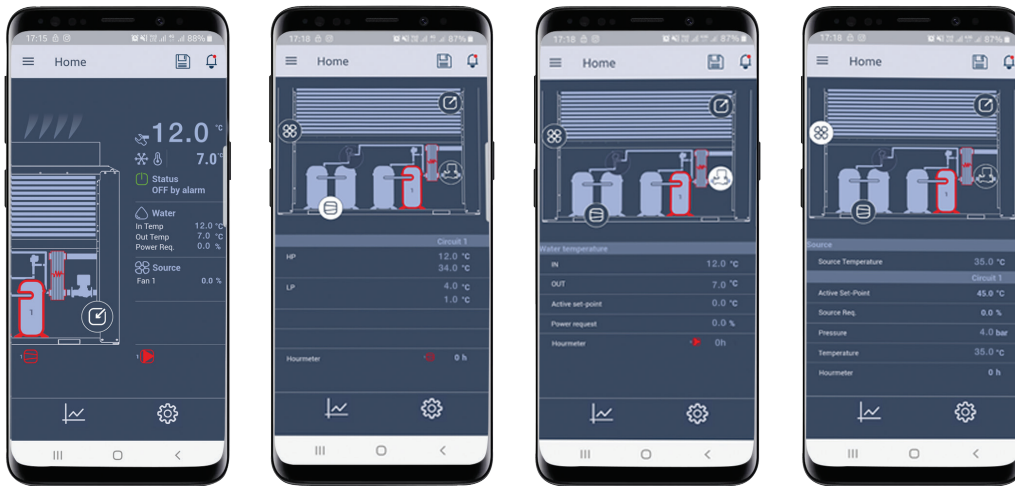 17:15
88%
Home
12.0 °C
7.0°
Status
OFF by alarm
Water
In Temp 12.0 °C
Out Temp 7.0 °C
Power Req. 0.0 %
Source
Fan 1 0.0 %
1
1
1
17:18
87%
Home
1
Circuit 1
HP 12.0 °C
34.0 °C
LP 4.0 °C
1.0 °C
Hourmeter 0 h
17:18
87%
Home
1
Water temperature
IN 12.0 °C
OUT 7.0 °C
Active set-point 0.0 °C
Power request 0.0 %
Hourmeter 0h
17:18
87%
Home
1
Source
Source Temperature 35.0 °C
Circuit 1
Active Set-Point 45.0 °C
Source Req. 0.0 %
Pressure 4.0 bar
Temperature 35.0 °C
Hourmeter 0 h